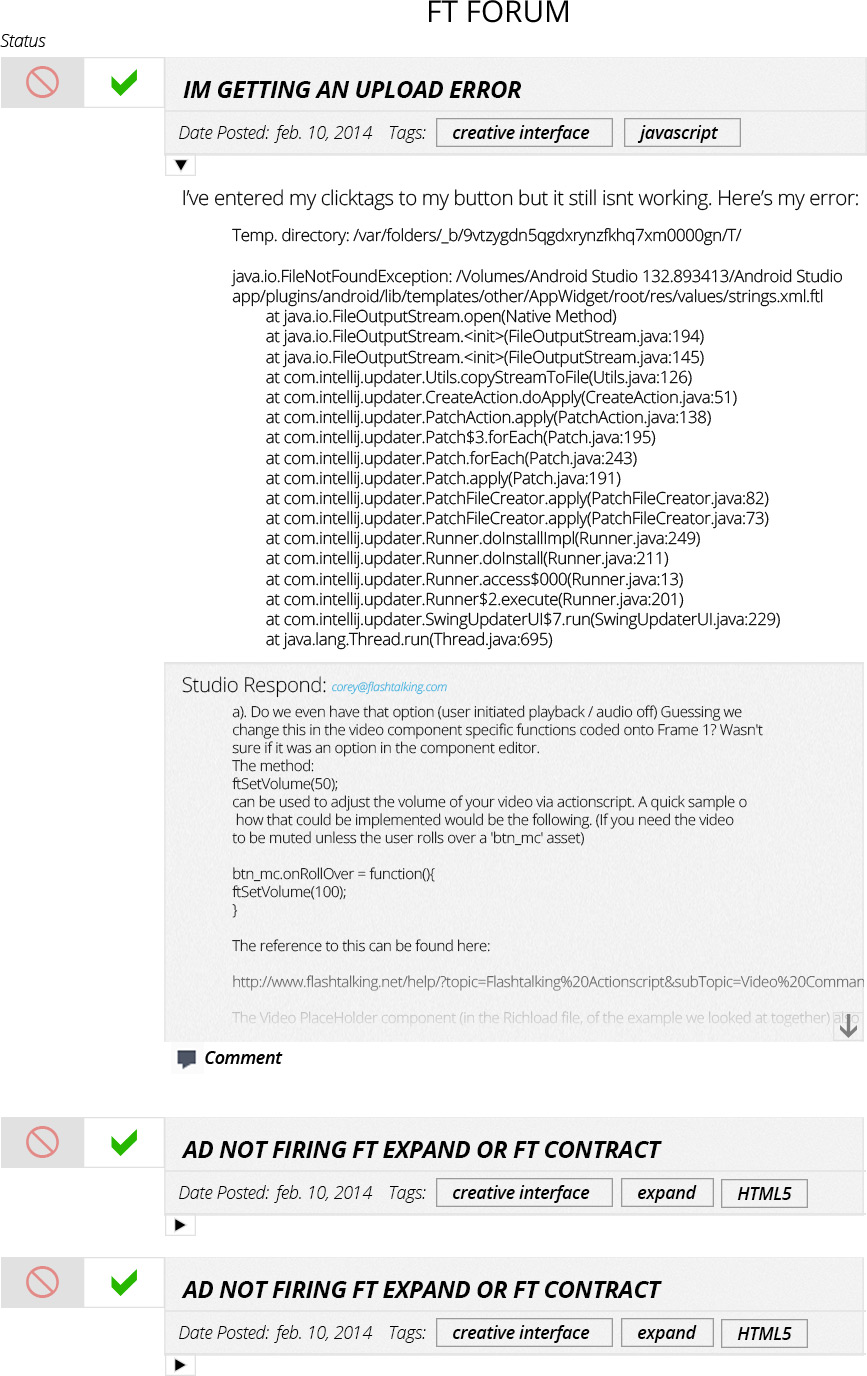 FT FORUM
Status
IM GETTING AN UPLOAD ERROR
Date Posted: feb. 10, 2014 Tags: creative interface javascript
I've entered my clicktags to my button but it still isnt working. Here's my error:
Temp. directory: /var/folders/_b/9vtzygdn5qgdxrynzfkhq7xm0000gn/T/
java.io.FileNotFoundException: /Volumes/Android Studio 132.893413/Android Studio
app/plugins/android/lib/templates/other/AppWidget/root/res/values/strings.xml.ftl
at java.io.FileOutputStream.open(Native Method)
at java.io.FileOutputStream.<init>(FileOutputStream.java:194)
at java.io.FileOutputStream.<init>(FileOutputStream.java:145)
at com.intellij.updater.Utils.copyStreamToFile(Utils.java:126)
at com.intellij.updater.CreateAction.doApply(CreateAction.java:51)
at com.intellij.updater.PatchAction.apply(PatchAction.java:138)
at com.intellij.updater.Patch$3.forEach(Patch.java:195)
at com.intellij.updater.Patch.forEach(Patch.java:243)
at com.intellij.updater.Patch.apply(Patch.java:191)
at com.intellij.updater.PatchFileCreator.apply(PatchFileCreator.java:82)
at com.intellij.updater.PatchFileCreator.apply(PatchFileCreator.java:73)
at com.intellij.updater.Runner.doInstallImpl(Runner.java:249)
at com.intellij.updater.Runner.doInstall(Runner.java:211)
at com.intellij.updater.Runner.access$000(Runner.java:13)
at com.intellij.updater.Runner$2.execute(Runner.java:201)
at com.intellij.updater.SwingUpdaterUI$7.run(SwingUpdaterUI.java:229)
at java.lang.Thread.run(Thread.java:695)
Studio Respond: corey@flashtalking.com
a). Do we even have that option (user initiated playback / audio off) Guessing we
change this in the video component specific functions coded onto Frame 1? Wasn't
sure if it was an option in the component editor.
The method:
ftSetVolume(50);
can be used to adjust the volume of your video via actionscript. A quick sample o
how that could be implemented would be the following. (If you need the video
to be muted unless the user rolls over a 'btn_mc' asset)
btn_mc.onRollOver = function(){
ftSetVolume(100);
}
The reference to this can be found here:
http://www.flashtalking.net/help/?topic=Flashtalking%20Actionscript&subTopic=Video%20Comman
The Video PlaceHolder component (in the Richload file, of the example we looked at together) also
Comment
AD NOT FIRING FT EXPAND OR FT CONTRACT
Date Posted: feb. 10, 2014 Tags: creative interface expand HTML5
AD NOT FIRING FT EXPAND OR FT CONTRACT
Date Posted: feb. 10, 2014 Tags: creative interface expand HTML5